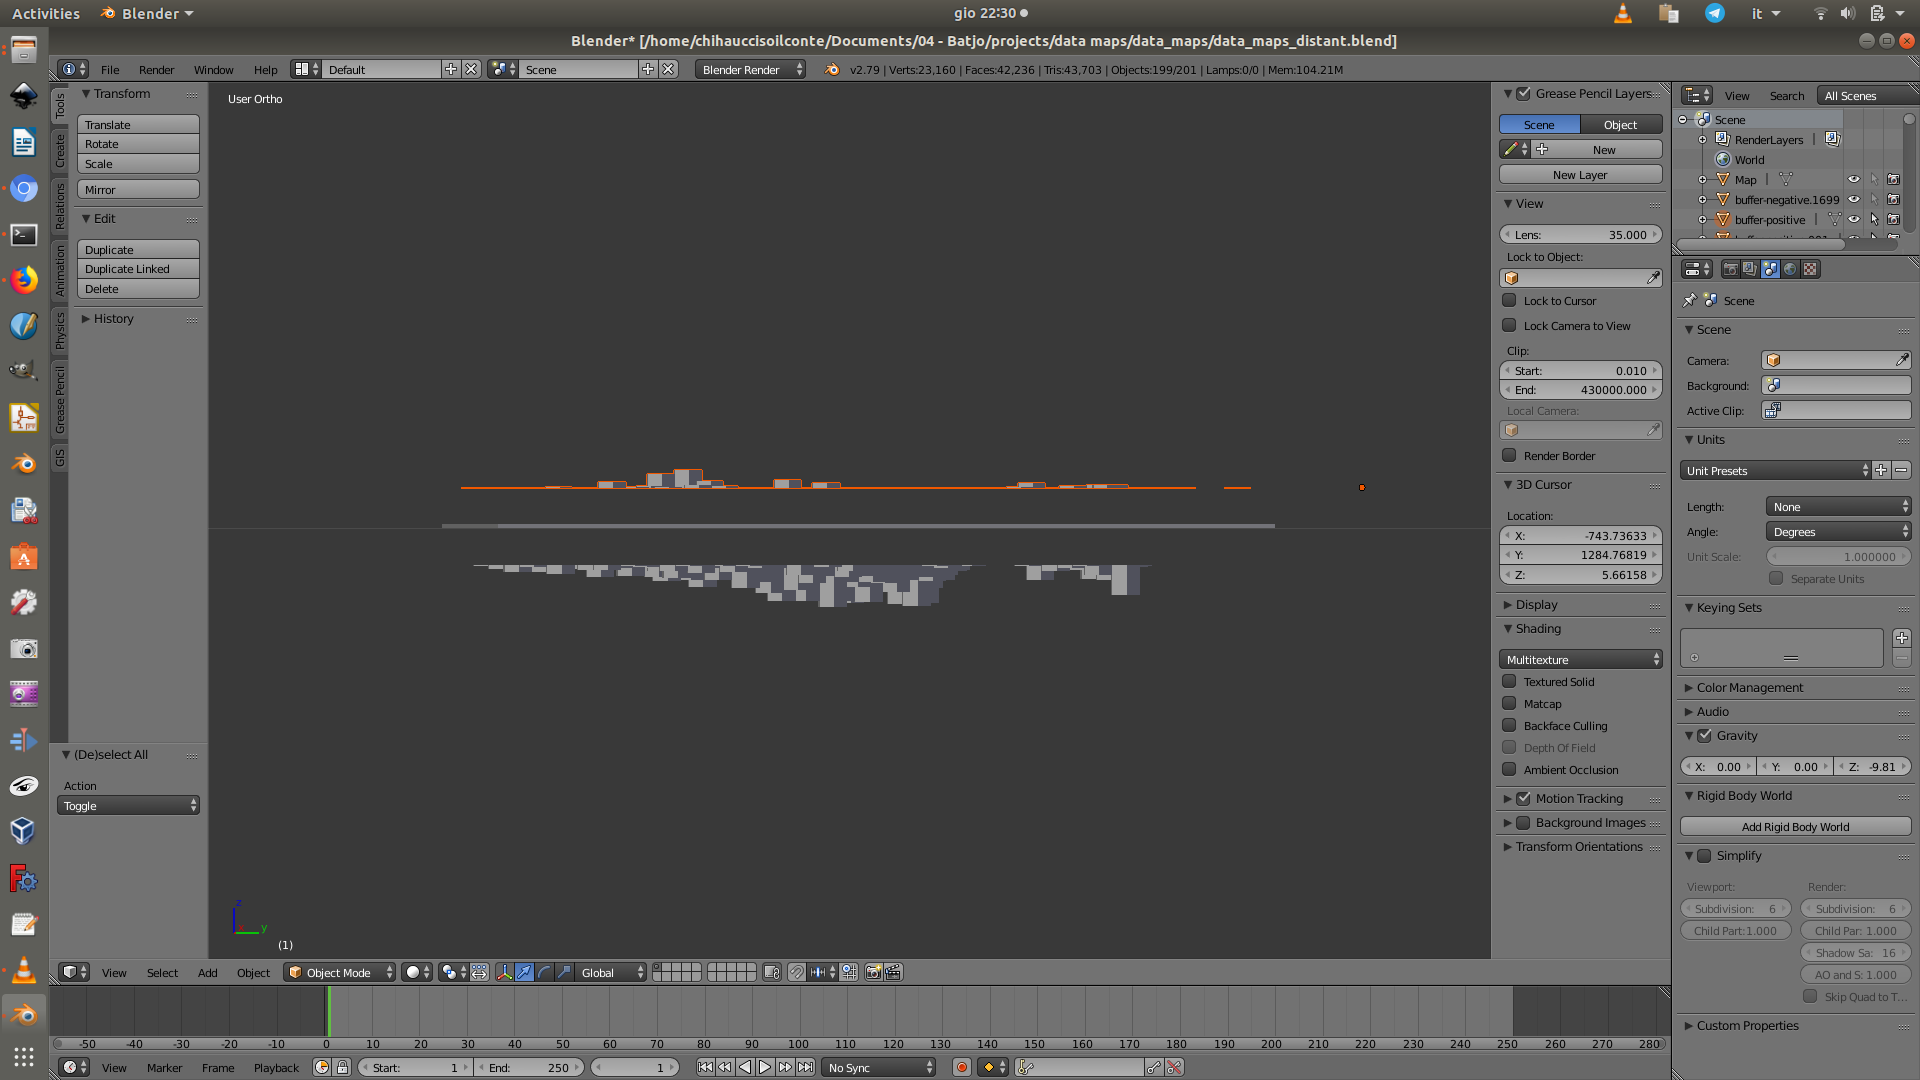 Activities Blender gio 22:30 it
Blender* [/home/chihauccisoilconte/Documents/04 - Batjo/projects/data maps/data_maps/data_maps_distant.blend]
File Render Window Help Default Scene Blender Render v2.79 | Verts:23,160 | Faces:42,236 | Tris:43,703 | Objects:199/201 | Lamps:0/0 | Mem:104.21M
Tools
Create
Relations
Animation
Physics
Grease Pencil
GIS
Transform
Translate
Rotate
Scale
Mirror
Edit
Duplicate
Duplicate Linked
Delete
History
(De)select All
Action
Toggle
User Ortho
z
y
(1)
Grease Pencil Layers
Scene Object
New
New Layer
View
Lens: 35.000
Lock to Object:
Lock to Cursor
Lock Camera to View
Clip:
Start: 0.010
End: 430000.000
Local Camera:
Render Border
3D Cursor
Location:
X: -743.73633
Y: 1284.76819
Z: 5.66158
Display
Shading
Multitexture
Textured Solid
Matcap
Backface Culling
Depth Of Field
Ambient Occlusion
Motion Tracking
Background Images
Transform Orientations
View Search All Scenes
Scene
RenderLayers |
World
Map |
buffer-negative.1699
buffer-positive |
Scene
Scene
Camera:
Background:
Active Clip:
Units
Unit Presets
Length: None
Angle: Degrees
Unit Scale: 1.000000
Separate Units
Keying Sets
Color Management
Audio
Gravity
X: 0.00 Y: 0.00 Z: -9.81
Rigid Body World
Add Rigid Body World
Simplify
Viewport: Render:
Subdivision: 6 Subdivision: 6
Child Part:1.000 Child Par: 1.000
Shadow Sa: 16
AO and S: 1.000
Skip Quad to T...
Custom Properties
View Select Add Object Object Mode Global
-50 -40 -30 -20 -10 0 10 20 30 40 50 60 70 80 90 100 110 120 130 140 150 160 170 180 190 200 210 220 230 240 250 260 270 280
View Marker Frame Playback Start: 1 End: 250 1 No Sync